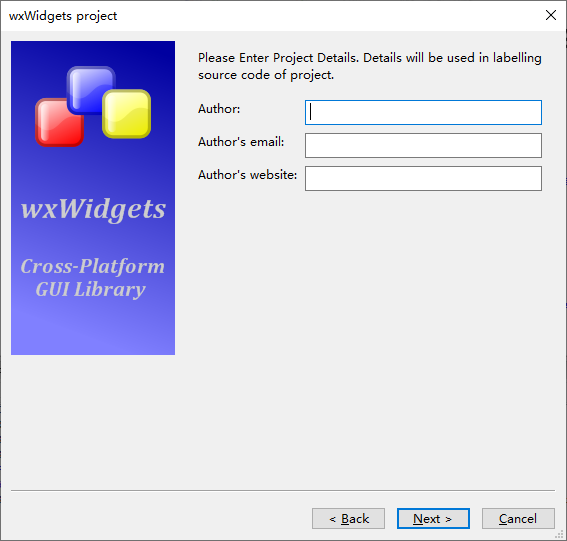 wxWidgets project
wxWidgets
Cross-Platform
GUI Library
Please Enter Project Details. Details will be used in labelling
source code of project.
Author:
Author's email:
Author's website:
< Back
Next >
Cancel